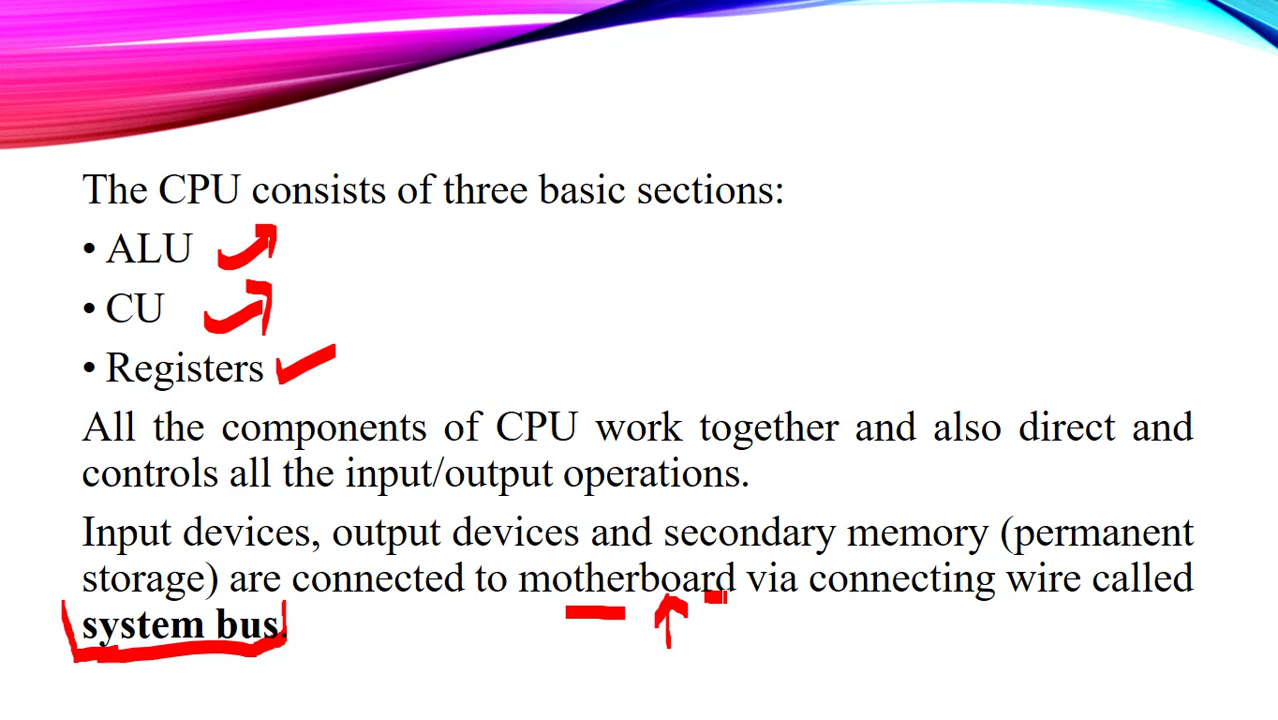 The CPU consists of three basic sections:
• ALU
• CU
• Registers
All the components of CPU work together and also direct and
controls all the input/output operations.
Input devices, output devices and secondary memory (permanent
storage) are connected to motherboard via connecting wire called
system bus.